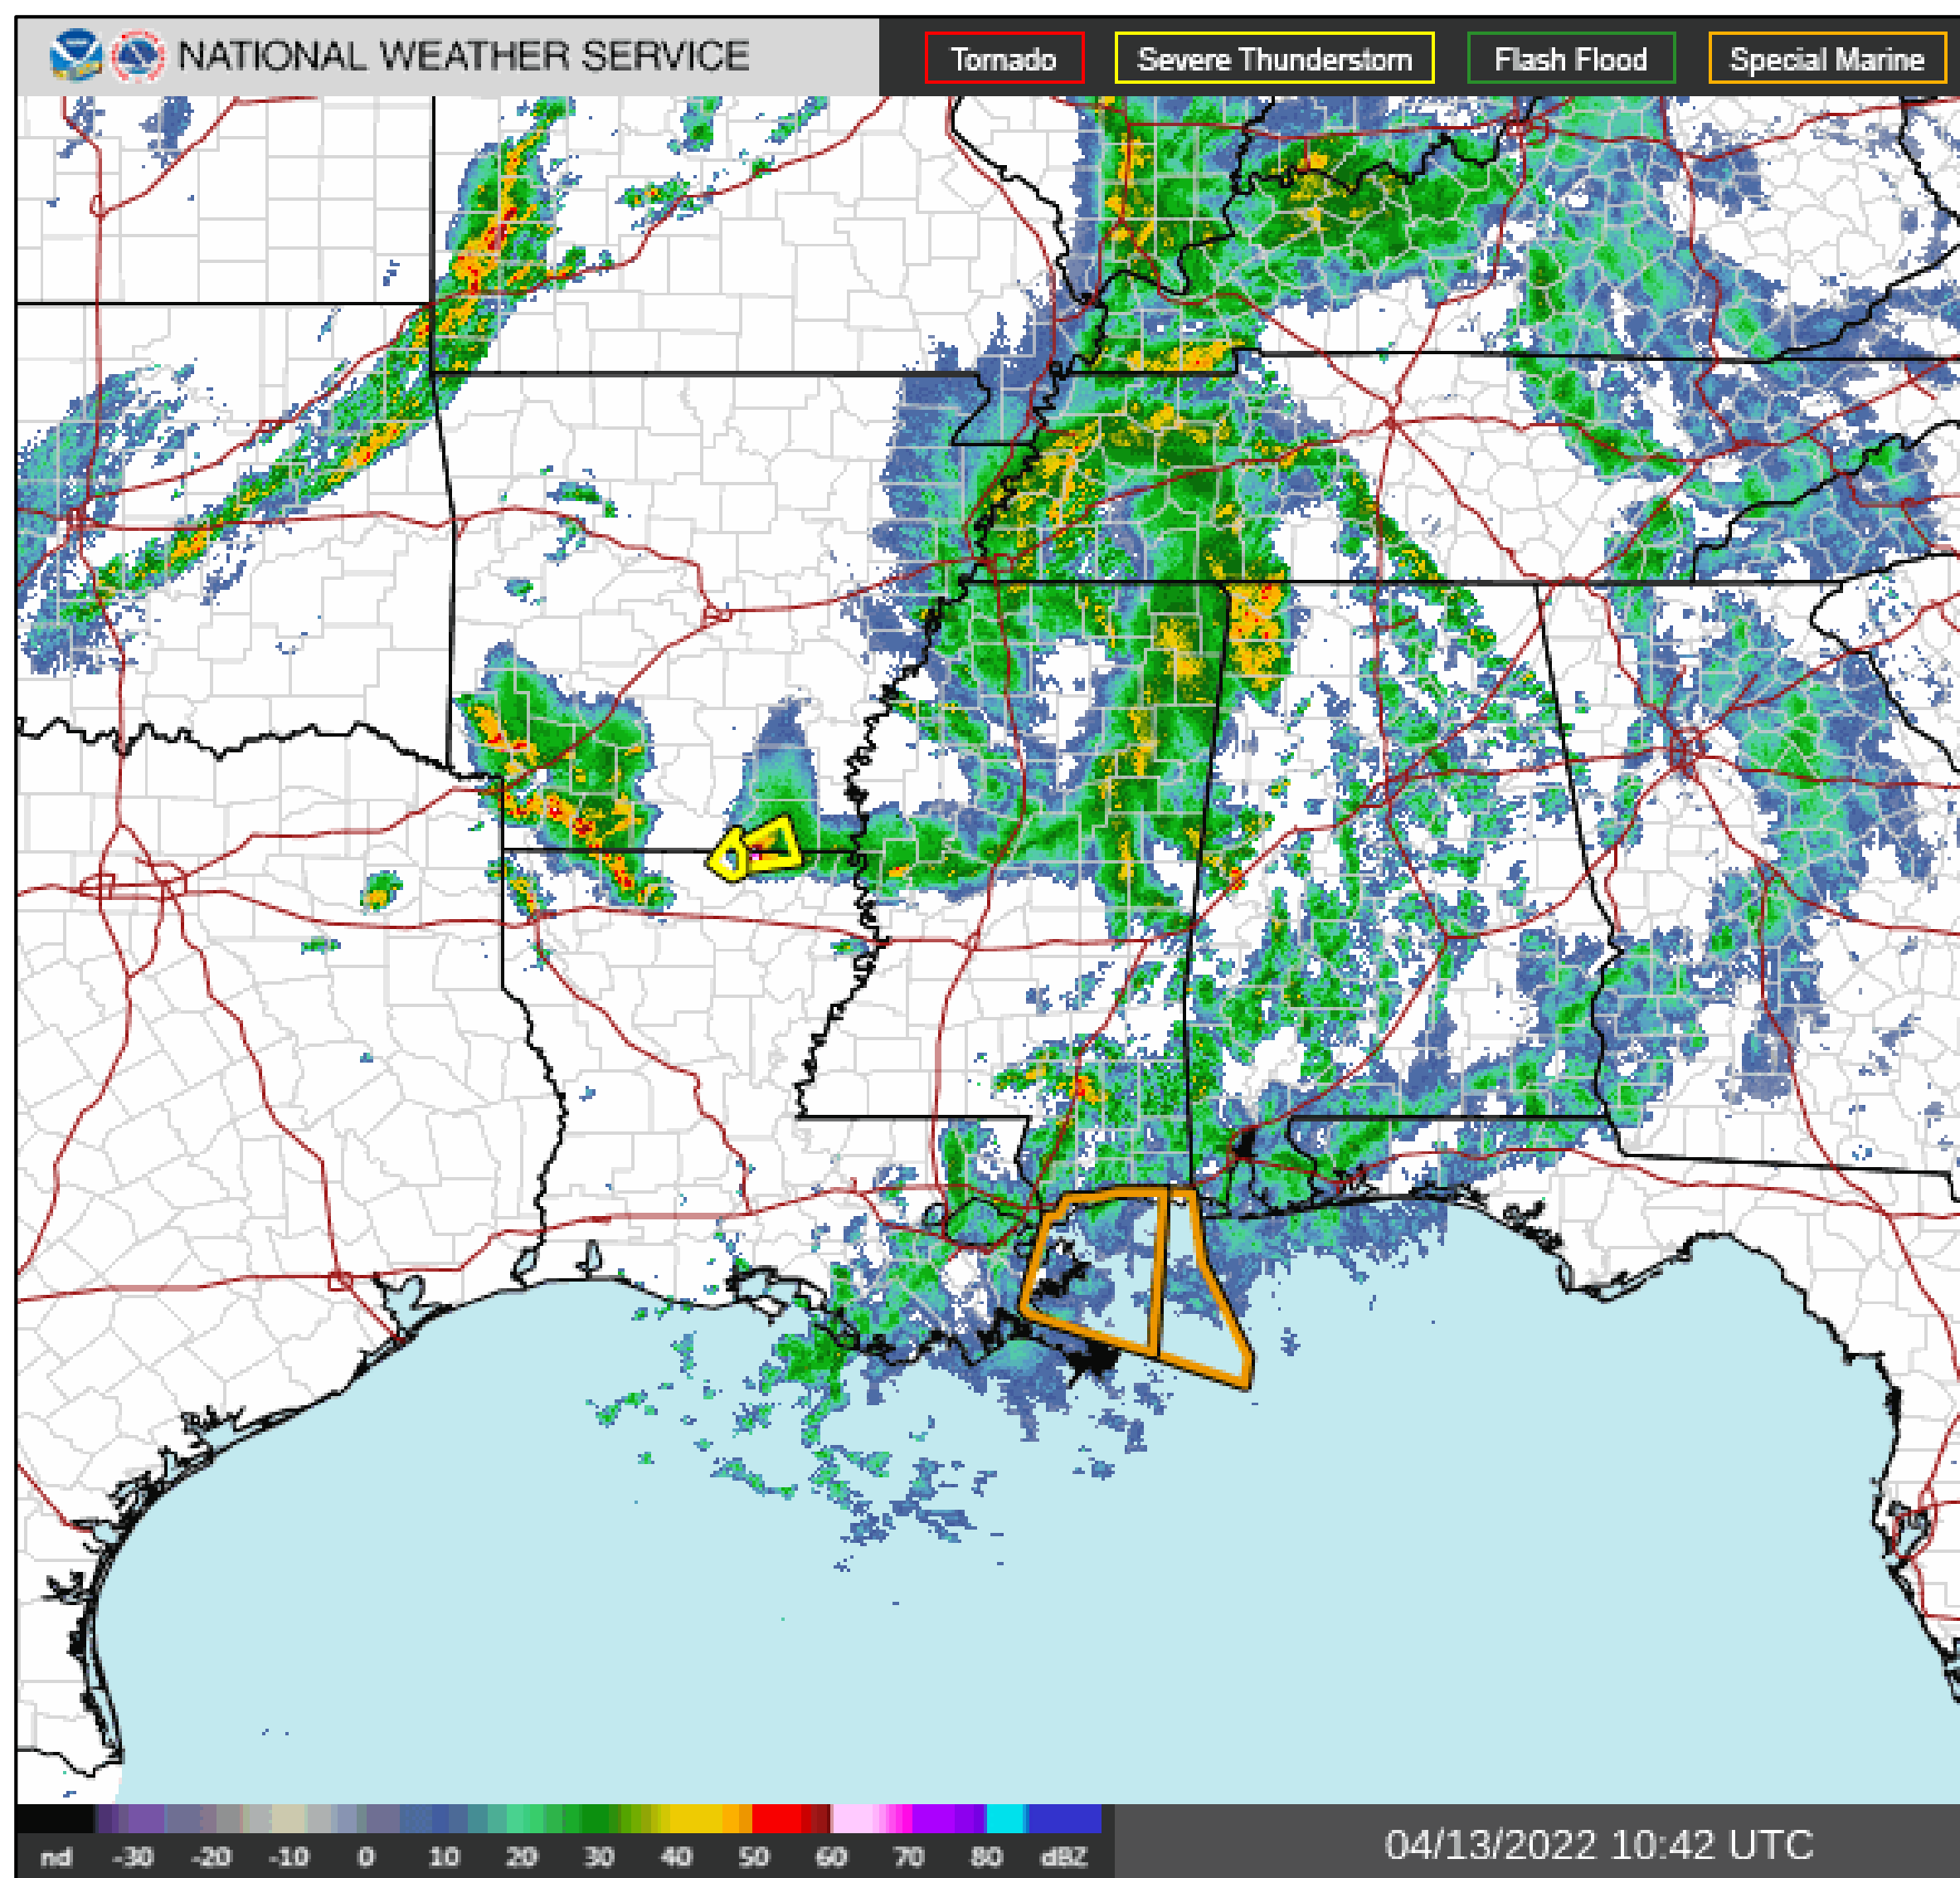 NATIONAL WEATHER SERVICE
Tornado Severe Thunderstorm Flash Flood Special Marine
nd -30 -20 -10 0 10 20 30 40 50 60 70 80 dBZ
04/13/2022 10:42 UTC